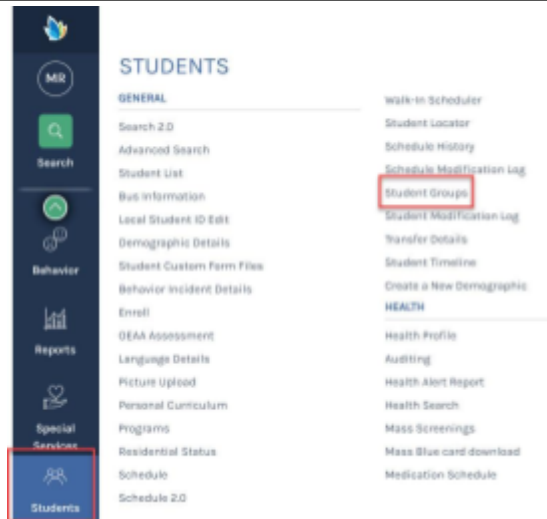 MR
Search
Behavior
Reports
Special
Services
Students
STUDENTS
GENERAL
Search 2.0
Advanced Search
Student List
Bus Information
Local Student ID Edit
Demographic Details
Student Custom Form Files
Behavior Incident Details
Enroll
OEAA Assessment
Language Details
Picture Upload
Personal Curriculum
Programs
Residential Status
Schedule
Schedule 2.0
Walk-In Scheduler
Student Locator
Schedule History
Schedule Modification Log
Student Groups
Student Modification Log
Transfer Details
Student Timeline
Create a New Demographic
HEALTH
Health Profile
Auditing
Health Alert Report
Health Search
Mass Screenings
Mass Blue card download
Medication Schedule